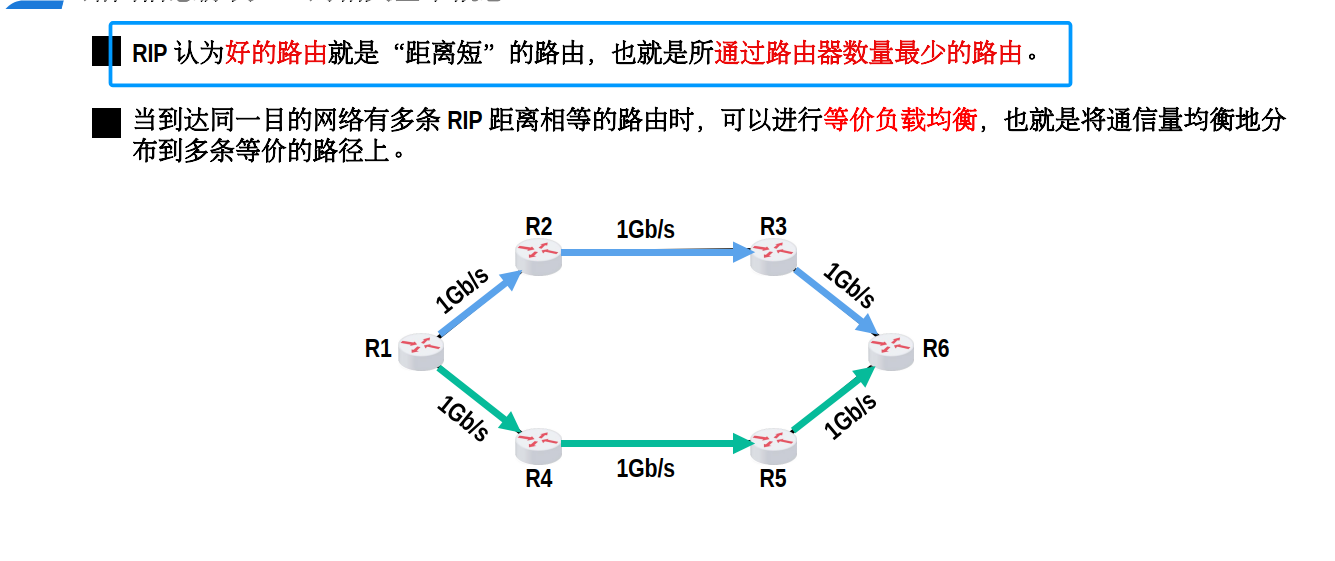 RIP 认为好的路由就是“距离短”的路由，也就是所通过路由器数量最少的路由。
当到达同一目的网络有多条 RIP 距离相等的路由时，可以进行等价负载均衡，也就是将通信量均衡地分
布到多条等价的路径上。
R2
1Gb/s
R3
1Gb/s
1Gb/s
R1
R6
1Gb/s
1Gb/s
1Gb/s
R4
R5